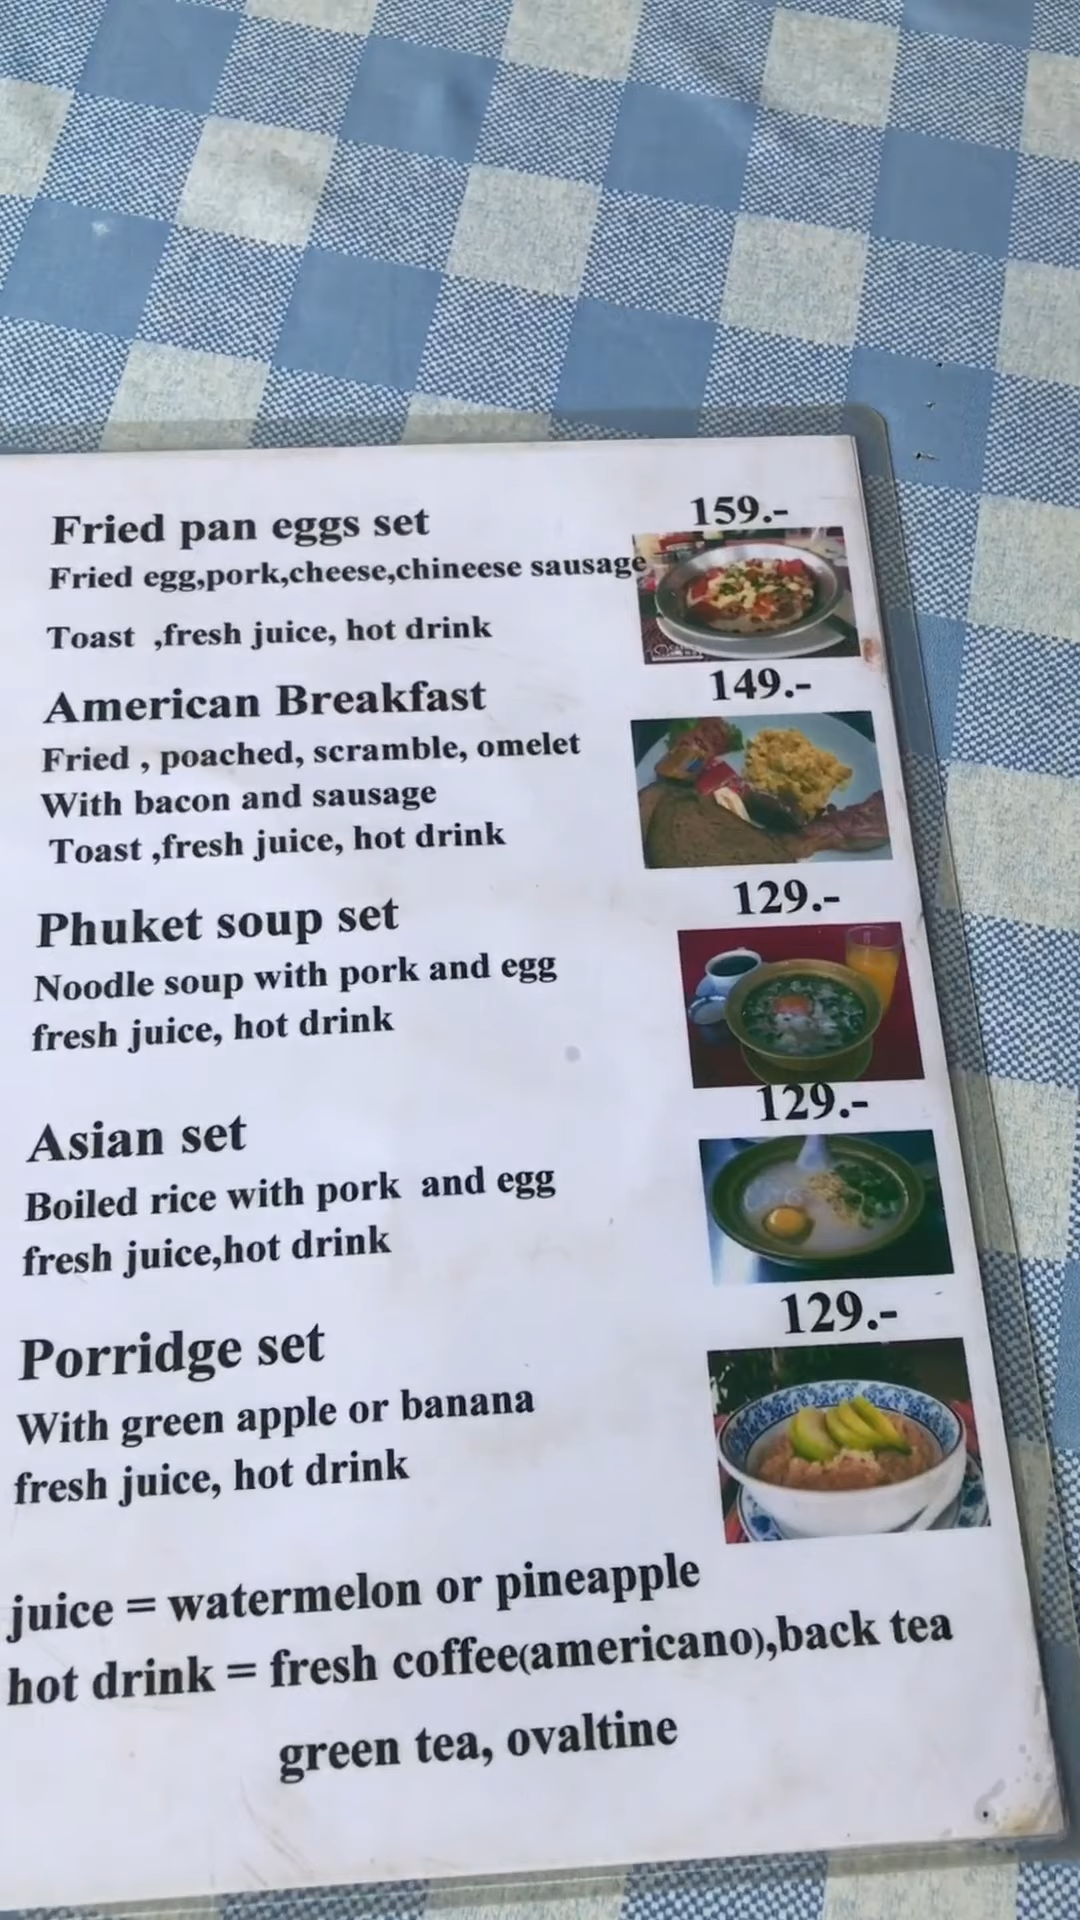 Fried pan eggs set 159.-
Fried egg,pork,cheese,chineese sausage
Toast ,fresh juice, hot drink
American Breakfast 149.-
Fried , poached, scramble, omelet
With bacon and sausage
Toast ,fresh juice, hot drink
Phuket soup set 129.-
Noodle soup with pork and egg
fresh juice, hot drink
Asian set 129.-
Boiled rice with pork and egg
fresh juice,hot drink
Porridge set 129.-
With green apple or banana
fresh juice, hot drink
juice = watermelon or pineapple
hot drink = fresh coffee(americano),back tea
green tea, ovaltine